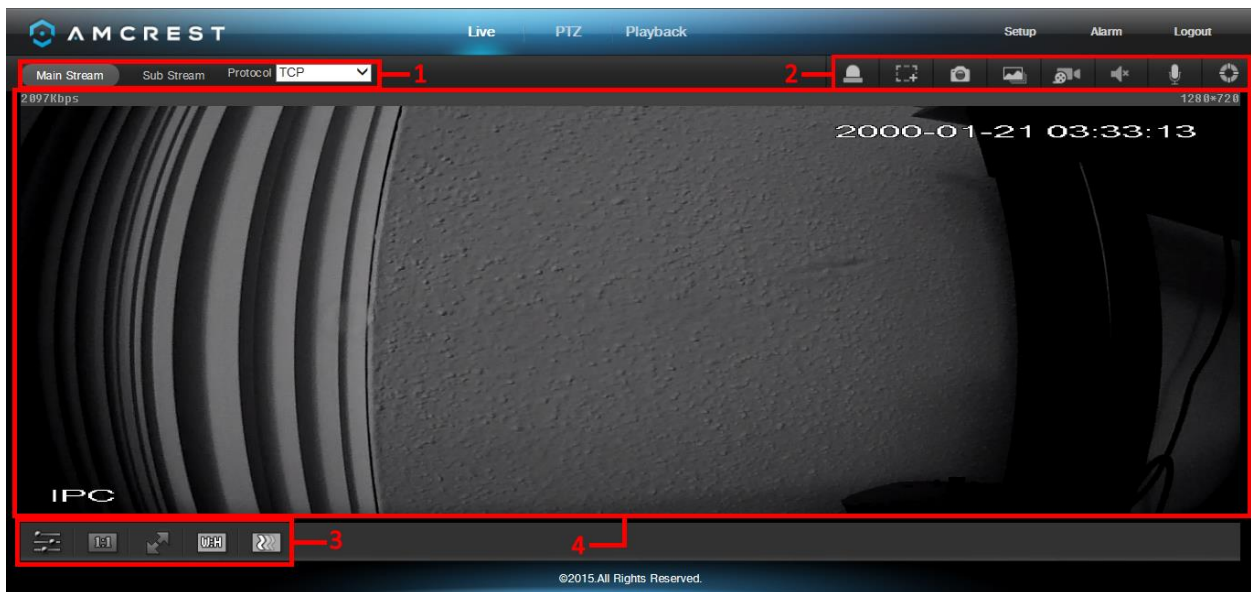 AMCREST Live PTZ Playback Setup Alarm Logout
Main Stream Sub Stream Protocol TCP 1 2
2097Kbps 1280*720
2000-01-21 03:33:13
IPC
1:1 W:H 3 4
©2015.All Rights Reserved.